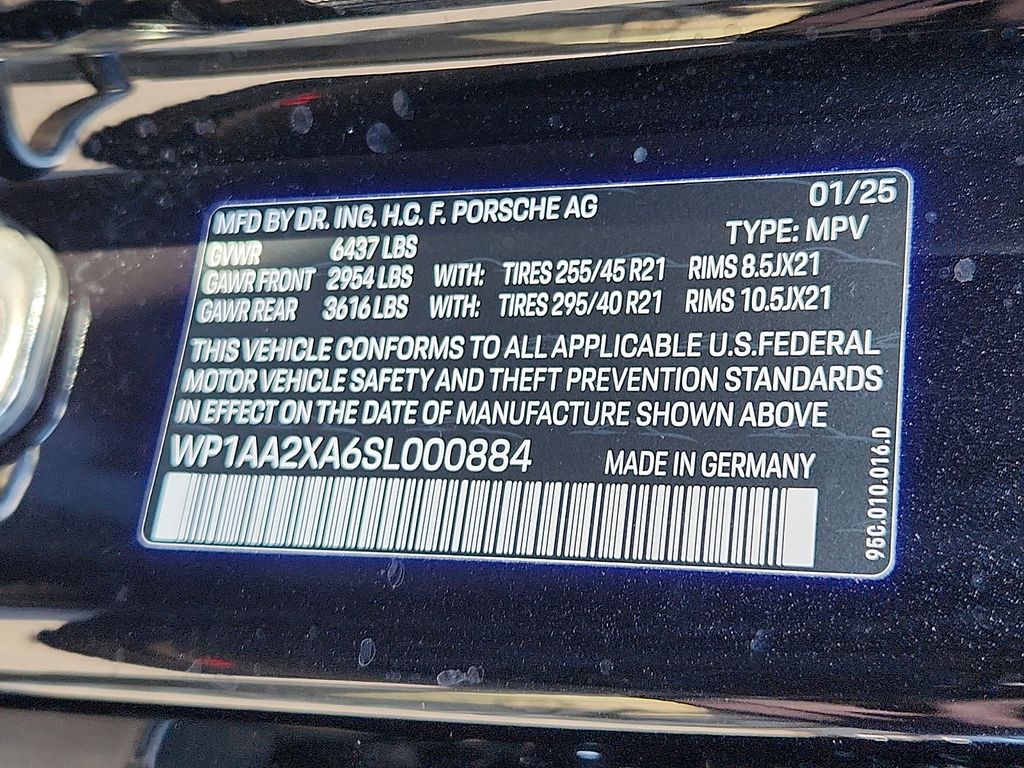 MFD BY DR. ING. H.C. F. PORSCHE AG 01/25
TYPE: MPV
GVWR 6437 LBS
GAWR FRONT 2954 LBS WITH: TIRES 255/45 R21 RIMS 8.5JX21
GAWR REAR 3616 LBS WITH: TIRES 295/40 R21 RIMS 10.5JX21
THIS VEHICLE CONFORMS TO ALL APPLICABLE U.S.FEDERAL
MOTOR VEHICLE SAFETY AND THEFT PREVENTION STANDARDS
IN EFFECT ON THE DATE OF MANUFACTURE SHOWN ABOVE
WP1AA2XA6SL000884 MADE IN GERMANY
95C.010.016.D